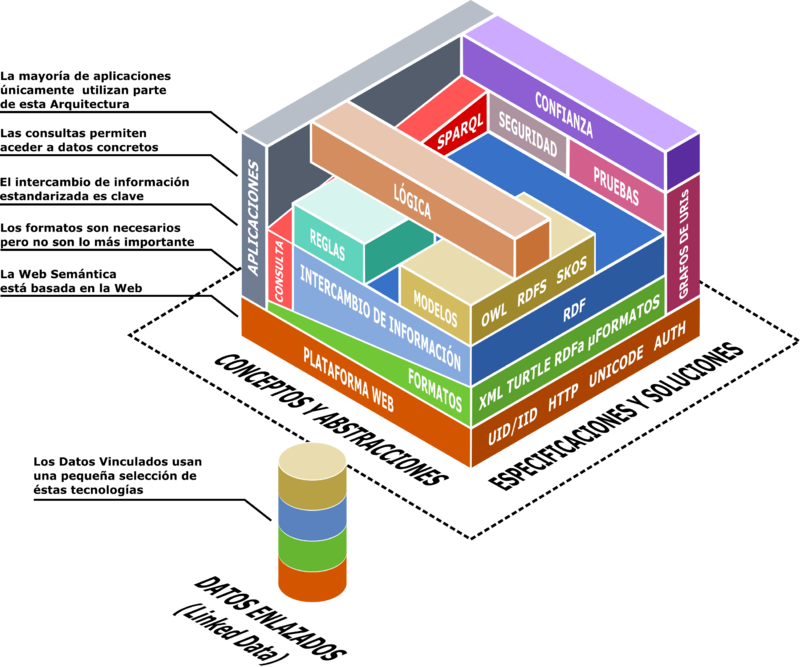 La mayoría de aplicaciones
únicamente utilizan parte
de esta Arquitectura
Las consultas permiten
acceder a datos concretos
El intercambio de información
estandarizada es clave
Los formatos son necesarios
pero no son lo más importante
La Web Semántica
está basada en la Web
APLICACIONES
CONSULTA
REGLAS
LÓGICA
SPARQL
CONFIANZA
SEGURIDAD
PRUEBAS
GRAFOS DE URIs
INTERCAMBIO DE INFORMACIÓN
MODELOS
OWL RDFS SKOS
RDF
FORMATOS
XML TURTLE RDFa µFORMATOS
PLATAFORMA WEB
UID/IID HTTP UNICODE AUTH
CONCEPTOS Y ABSTRACCIONES
ESPECIFICACIONES Y SOLUCIONES
Los Datos Vinculados usan
una pequeña selección de
éstas tecnologías
DATOS ENLAZADOS
(Linked Data)